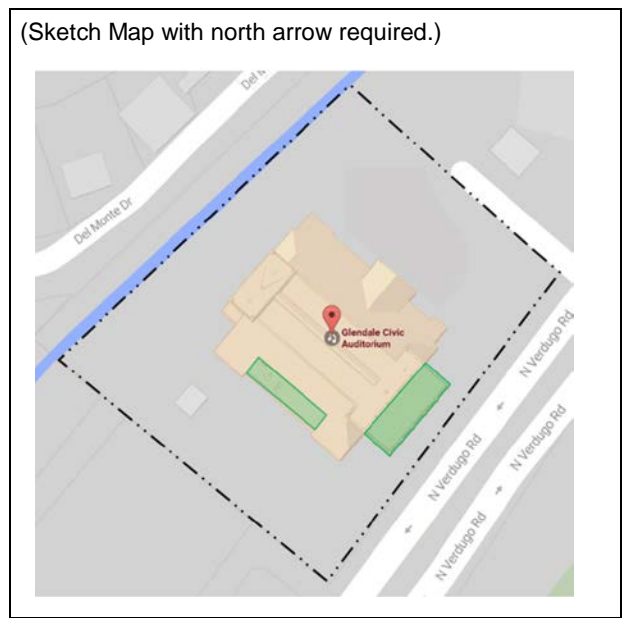 (Sketch Map with north arrow required.)
Del Monte Dr
Glendale Civic
Auditorium
N Verdugo Rd
N Verdugo Rd
N Verdugo Rd
N Verdugo Rd